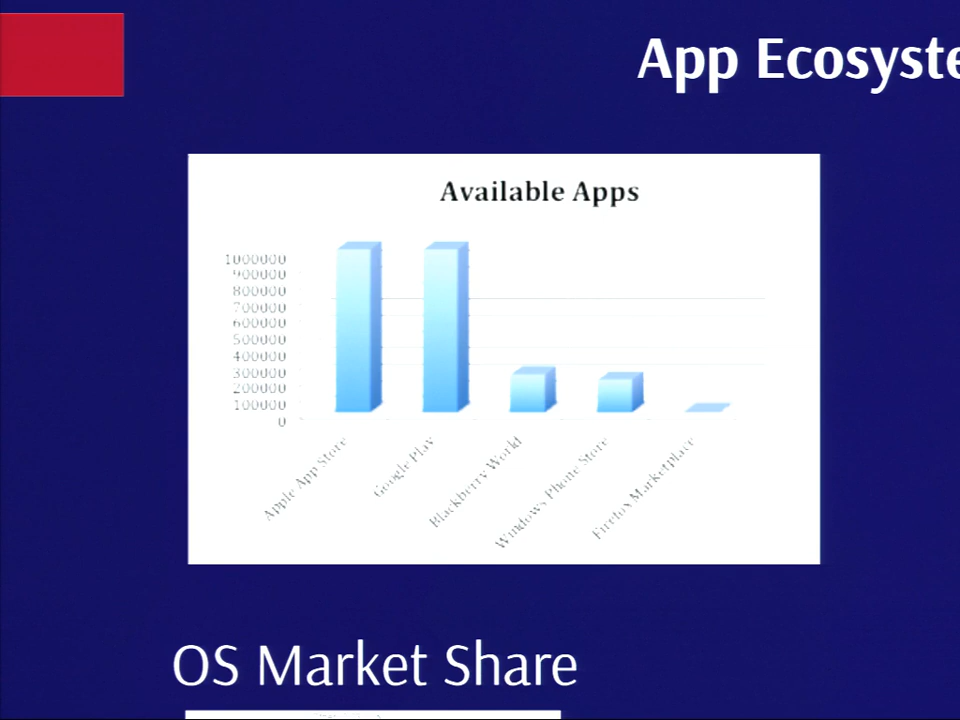 App Ecosyste
Available Apps
1000000
900000
800000
700000
600000
500000
400000
300000
200000
100000
0
Apple App Store
Google Play
Blackberry World
Windows Phone Store
Firefox Marketplace
OS Market Share